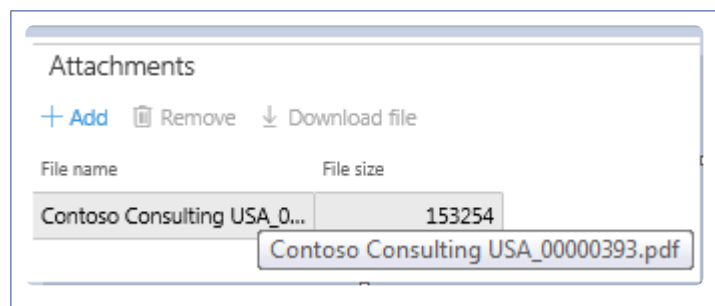 Attachments
+ Add Remove Download file
File name File size
Contoso Consulting USA_0... 153254
Contoso Consulting USA_00000393.pdf